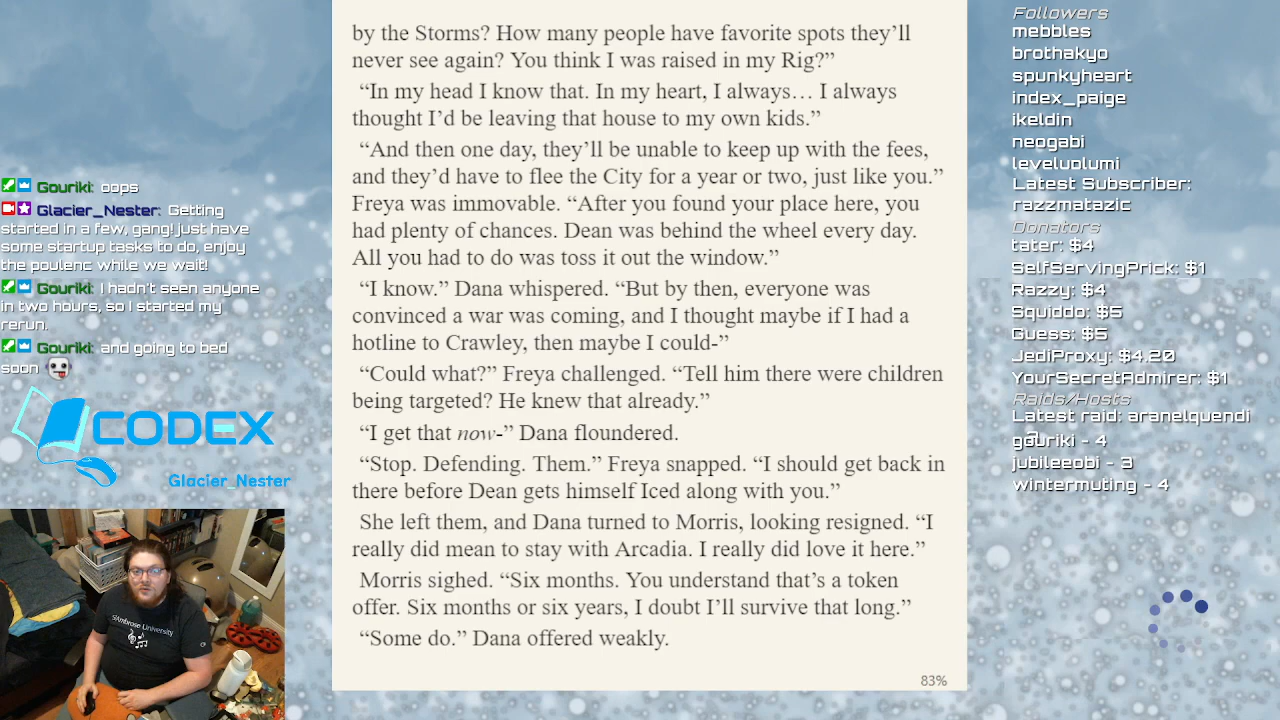 by the Storms? How many people have favorite spots they’ll
never see again? You think I was raised in my Rig?”
“In my head I know that. In my heart, I always… I always
thought I’d be leaving that house to my own kids.”
“And then one day, they’ll be unable to keep up with the fees,
and they’d have to flee the City for a year or two, just like you.”
Freya was immovable. “After you found your place here, you
had plenty of chances. Dean was behind the wheel every day.
All you had to do was toss it out the window.”
“I know.” Dana whispered. “But by then, everyone was
convinced a war was coming, and I thought maybe if I had a
hotline to Crawley, then maybe I could-”
“Could what?” Freya challenged. “Tell him there were children
being targeted? He knew that already.”
“I get that now-” Dana floundered.
“Stop. Defending. Them.” Freya snapped. “I should get back in
there before Dean gets himself Iced along with you.”
She left them, and Dana turned to Morris, looking resigned. “I
really did mean to stay with Arcadia. I really did love it here.”
Morris sighed. “Six months. You understand that’s a token
offer. Six months or six years, I doubt I’ll survive that long.”
“Some do.” Dana offered weakly.
83%
Gouriki: oops
Glacier_Nester: Getting
started in a few, gang! just have
some startup tasks to do, enjoy
the poulenc while we wait!
Gouriki: I hadn't seen anyone
in two hours, so I started my
rerun.
Gouriki: and going to bed
soon
CODEX
Glacier_Nester
St.Ambrose University
Followers
mebbles
brothakyo
spunkyheart
index_paige
ikeldin
neogabi
leveluplumi
Latest Subscriber:
razzmatazic
Donators
tater: $4
SelfServingPrick: $1
Razzy: $4
Squiddo: $5
Guess: $5
JediProxy: $4.20
YourSecretAdmirer: $1
Raids/Hosts
Latest raid: aranelquendi
gouriki - 4
jubileeobi - 3
wintermuting - 4